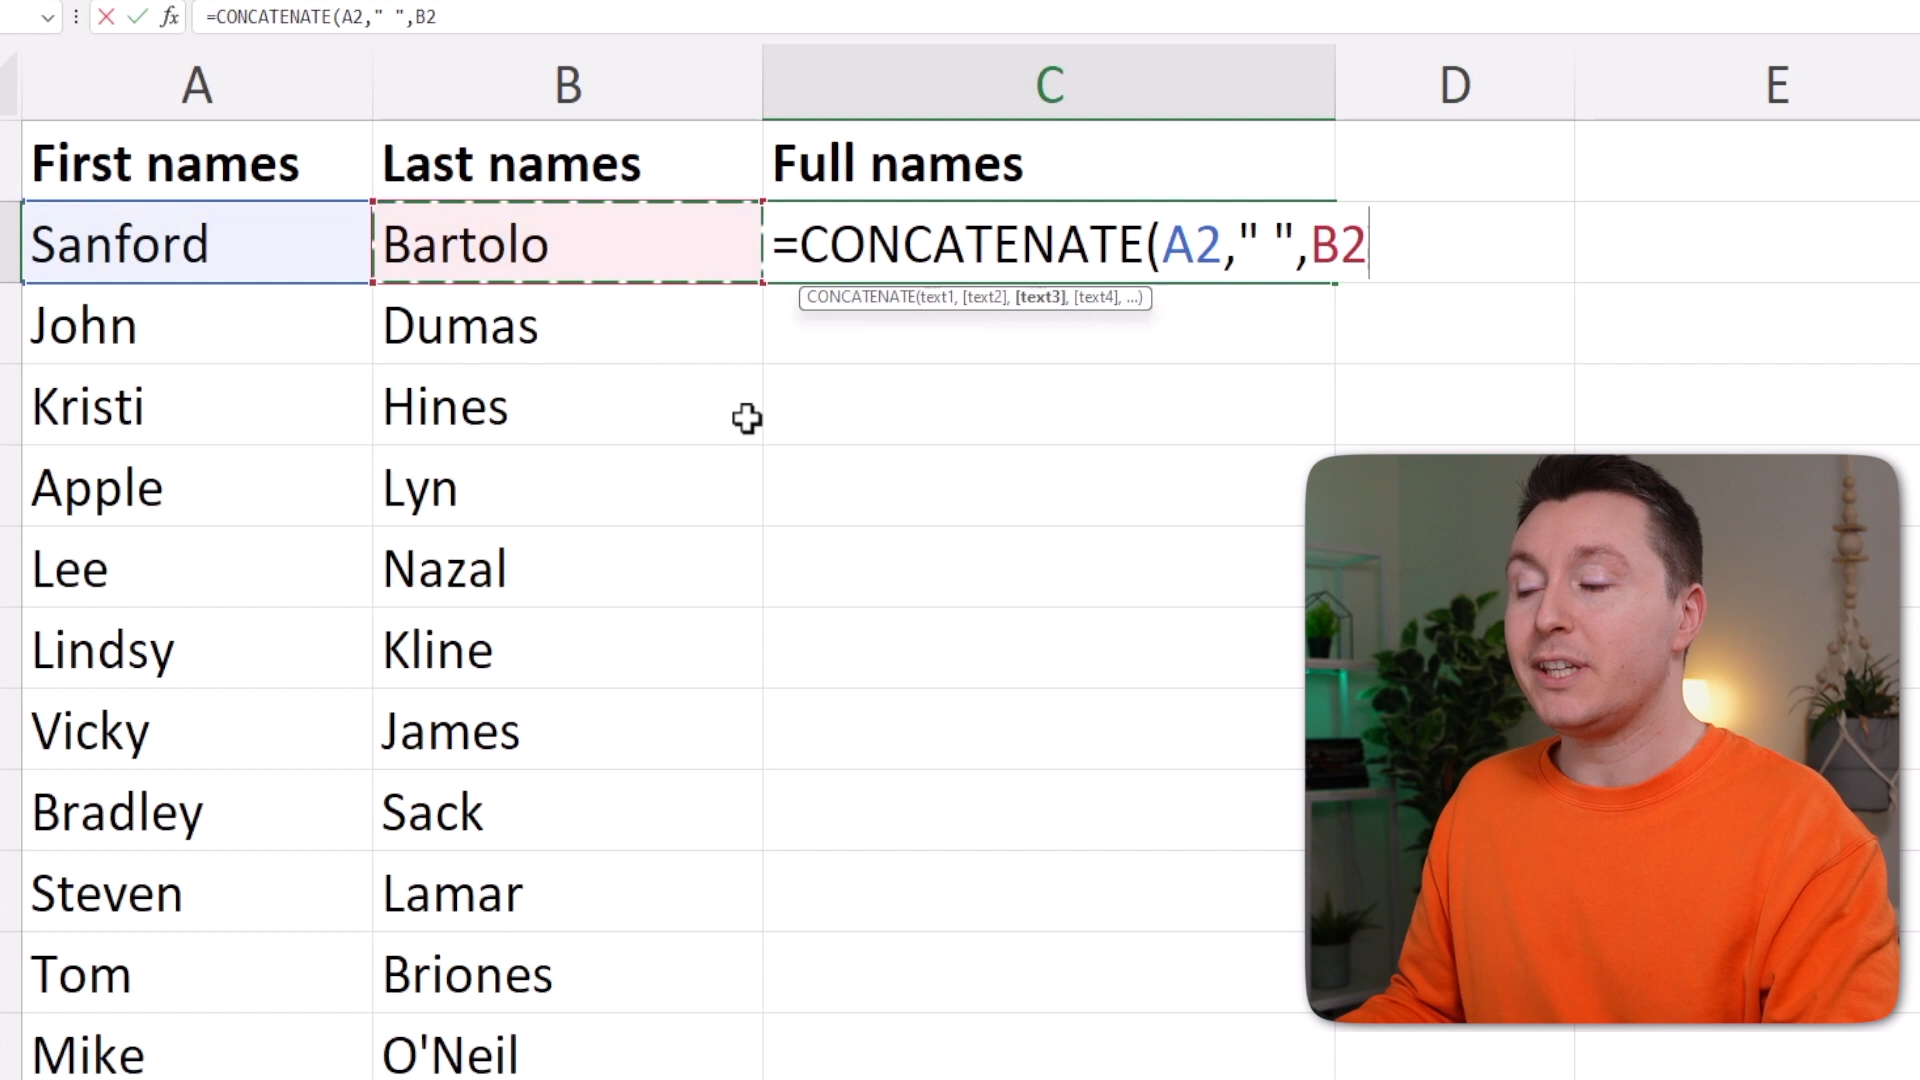 fx =CONCATENATE(A2," ",B2
A B C D E
First names Last names Full names
Sanford Bartolo =CONCATENATE(A2," ",B2
CONCATENATE(text1, [text2], [text3], [text4], ...)
John Dumas
Kristi Hines
Apple Lyn
Lee Nazal
Lindsy Kline
Vicky James
Bradley Sack
Steven Lamar
Tom Briones
Mike O'Neil